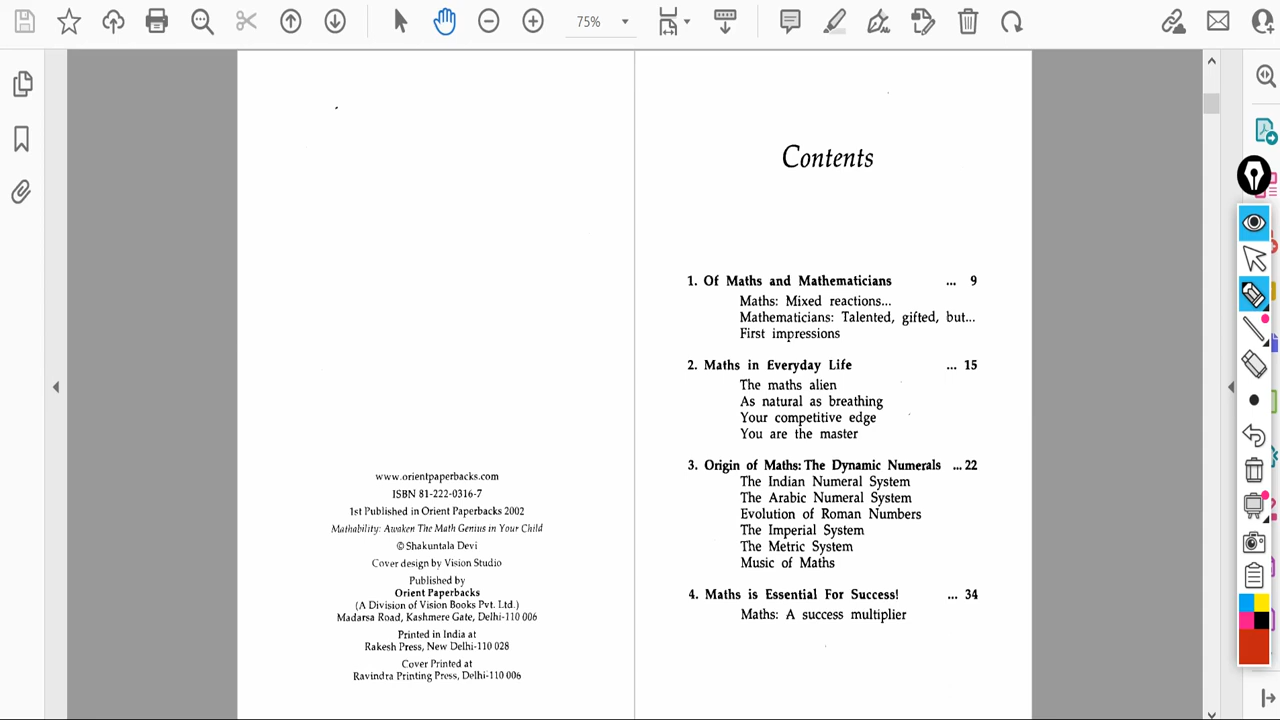 75%
www.orientpaperbacks.com
ISBN 81-222-0316-7
1st Published in Orient Paperbacks 2002
Mathability: Awaken The Math Genius in Your Child
© Shakuntala Devi
Cover design by Vision Studio
Published by
Orient Paperbacks
(A Division of Vision Books Pvt. Ltd.)
Madarsa Road, Kashmere Gate, Delhi-110 006
Printed in India at
Rakesh Press, New Delhi-110 028
Cover Printed at
Ravindra Printing Press, Delhi-110 006
Contents
1. Of Maths and Mathematicians ... 9
Maths: Mixed reactions...
Mathematicians: Talented, gifted, but...
First impressions
2. Maths in Everyday Life ... 15
The maths alien
As natural as breathing
Your competitive edge
You are the master
3. Origin of Maths: The Dynamic Numerals ... 22
The Indian Numeral System
The Arabic Numeral System
Evolution of Roman Numbers
The Imperial System
The Metric System
Music of Maths
4. Maths is Essential For Success! ... 34
Maths: A success multiplier